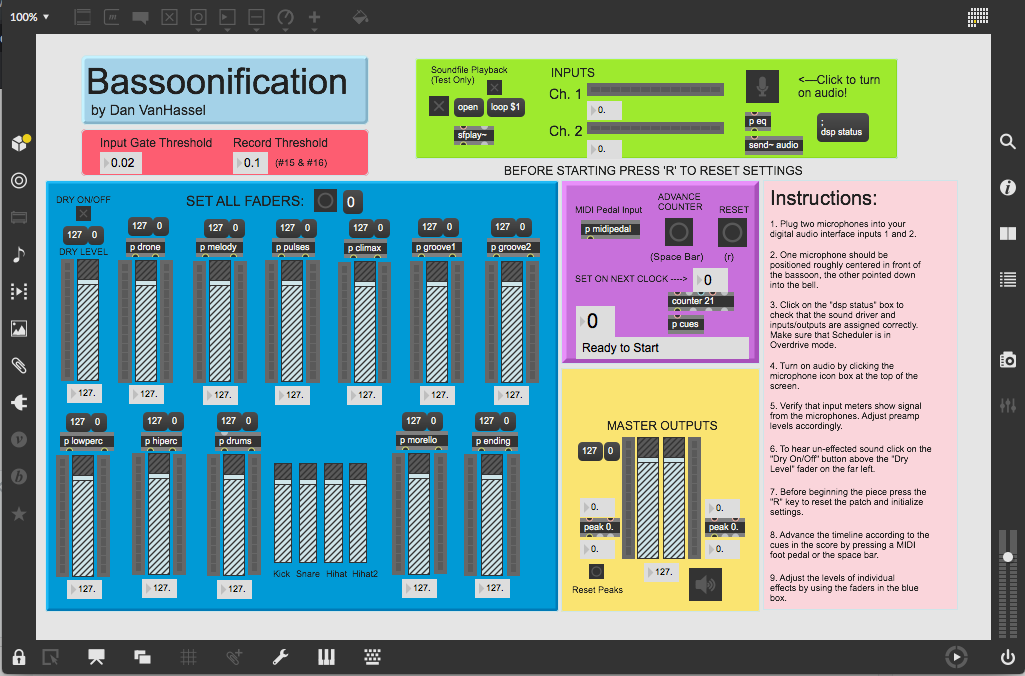 100%
Bassoonification
by Dan VanHassel
Input Gate Threshold
Record Threshold
0.02
0.1 (#15 & #16)
Soundfile Playback
(Test Only)
open
loop $1
sfplay~
INPUTS
Ch. 1
0.
Ch. 2
0.
<---Click to turn
on audio!
p eq
send~ audio
;
dsp status
BEFORE STARTING PRESS 'R' TO RESET SETTINGS
DRY ON/OFF
SET ALL FADERS:
0
127 0
DRY LEVEL
127 0
p drone
127 0
p melody
127 0
p pulses
127 0
p climax
127 0
p groove1
127 0
p groove2
127.
127.
127.
127.
127.
127.
127.
127 0
p lowperc
127 0
p hiperc
127 0
p drums
127 0
p morello
127 0
p ending
Kick Snare Hihat Hihat2
127.
127.
127.
127.
127.
MIDI Pedal Input
p midipedal
ADVANCE
COUNTER
RESET
(Space Bar)
(r)
SET ON NEXT CLOCK ---->
0
counter 21
p cues
0
Ready to Start
MASTER OUTPUTS
127 0
0.
peak 0.
0.
0.
peak 0.
0.
127.
Reset Peaks
Instructions:
1. Plug two microphones into your
digital audio interface inputs 1 and 2.
2. One microphone should be
positioned roughly centered in front of
the bassoon, the other pointed down
into the bell.
3. Click on the "dsp status" box to
check that the sound driver and
inputs/outputs are assigned correctly.
Make sure that Scheduler is in
Overdrive mode.
4. Turn on audio by clicking the
microphone icon box at the top of the
screen.
5. Verify that input meters show signal
from the microphones. Adjust preamp
levels accordingly.
6. To hear un-effected sound click on the
"Dry On/Off" button above the "Dry
Level" fader on the far left.
7. Before beginning the piece press the
"R" key to reset the patch and initialize
settings.
8. Advance the timeline according to the
cues in the score by pressing a MIDI
foot pedal or the space bar.
9. Adjust the levels of individual
effects by using the faders in the blue
box.